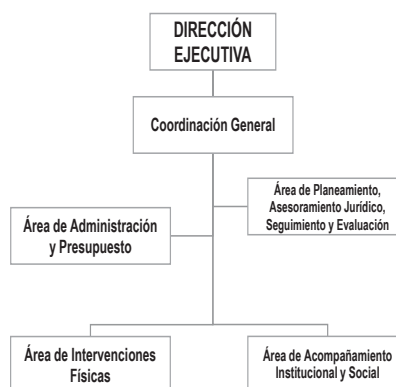 DIRECCIÓN
EJECUTIVA
Coordinación General
Área de Planeamiento,
Asesoramiento Jurídico,
Seguimiento y Evaluación
Área de Administración
y Presupuesto
Área de Intervenciones
Físicas
Área de Acompañamiento
Institucional y Social